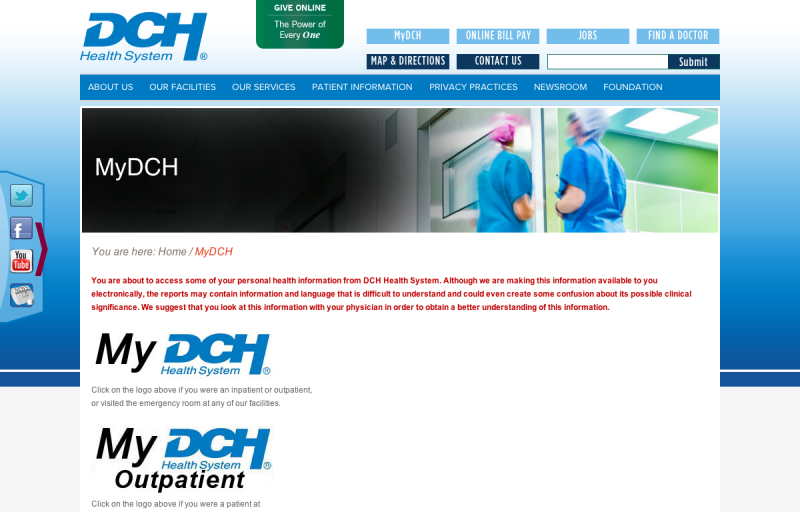 DCH
Health System®
GIVE ONLINE
The Power of
Every One
MyDCH
ONLINE BILL PAY
JOBS
FIND A DOCTOR
MAP & DIRECTIONS
CONTACT US
Submit
ABOUT US
OUR FACILITIES
OUR SERVICES
PATIENT INFORMATION
PRIVACY PRACTICES
NEWSROOM
FOUNDATION
MyDCH
You are here: Home / MyDCH
You
Tube
You are about to access some of your personal health information from DCH Health System. Although we are making this information available to you
electronically, the reports may contain information and language that is difficult to understand and could even create some confusion about its possible clinical
significance. We suggest that you look at this information with your physician in order to obtain a better understanding of this information.
My DCH
Health System®
Click on the logo above if you were an inpatient or outpatient,
or visited the emergency room at any of our facilities.
My DCH
Health System®
Outpatient
Click on the logo above if you were a patient at